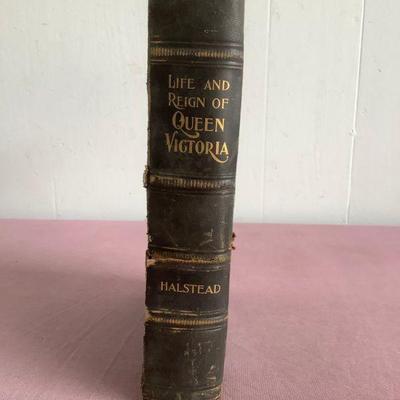 LIFE AND
REIGN OF
QUEEN
VICTORIA
HALSTEAD